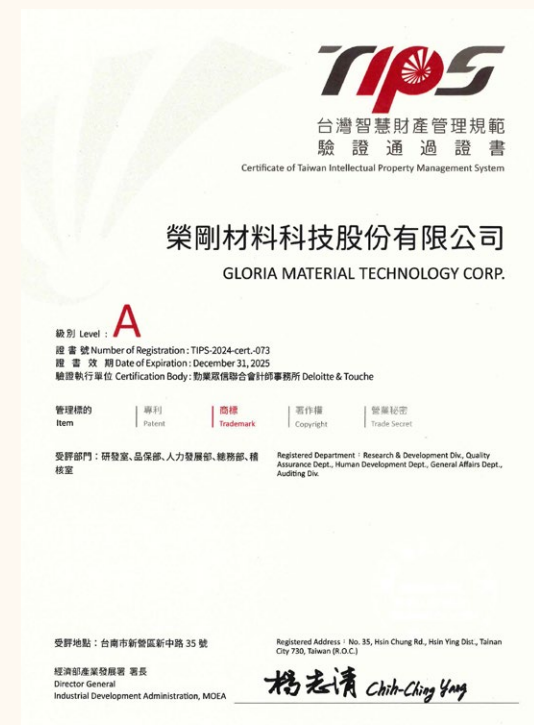 TIPS
台灣智慧財產管理規範
驗證通過證書
Certificate of Taiwan Intellectual Property Management System
榮剛材料科技股份有限公司
GLORIA MATERIAL TECHNOLOGY CORP.
級別 Level : A
證書號 Number of Registration : TIPS-2024-cert.-073
證書效期 Date of Expiration : December 31, 2025
驗證執行單位 Certification Body : 勤業眾信聯合會計師事務所 Deloitte & Touche
管理標的 專利 商標 著作權 營業秘密
Item Patent Trademark Copyright Trade Secret
受評部門：研發室、品保部、人力發展部、總務部、稽
核室
Registered Department：Research & Development Div., Quality
Assurance Dept., Human Development Dept., General Affairs Dept.,
Auditing Div.
受評地點：台南市新營區新中路 35 號
Registered Address：No. 35, Hsin Chung Rd., Hsin Ying Dist., Tainan
City 730, Taiwan (R.O.C.)
經濟部產業發展署 署長
Director General
Industrial Development Administration, MOEA
楊志清 Chih-Ching Yang